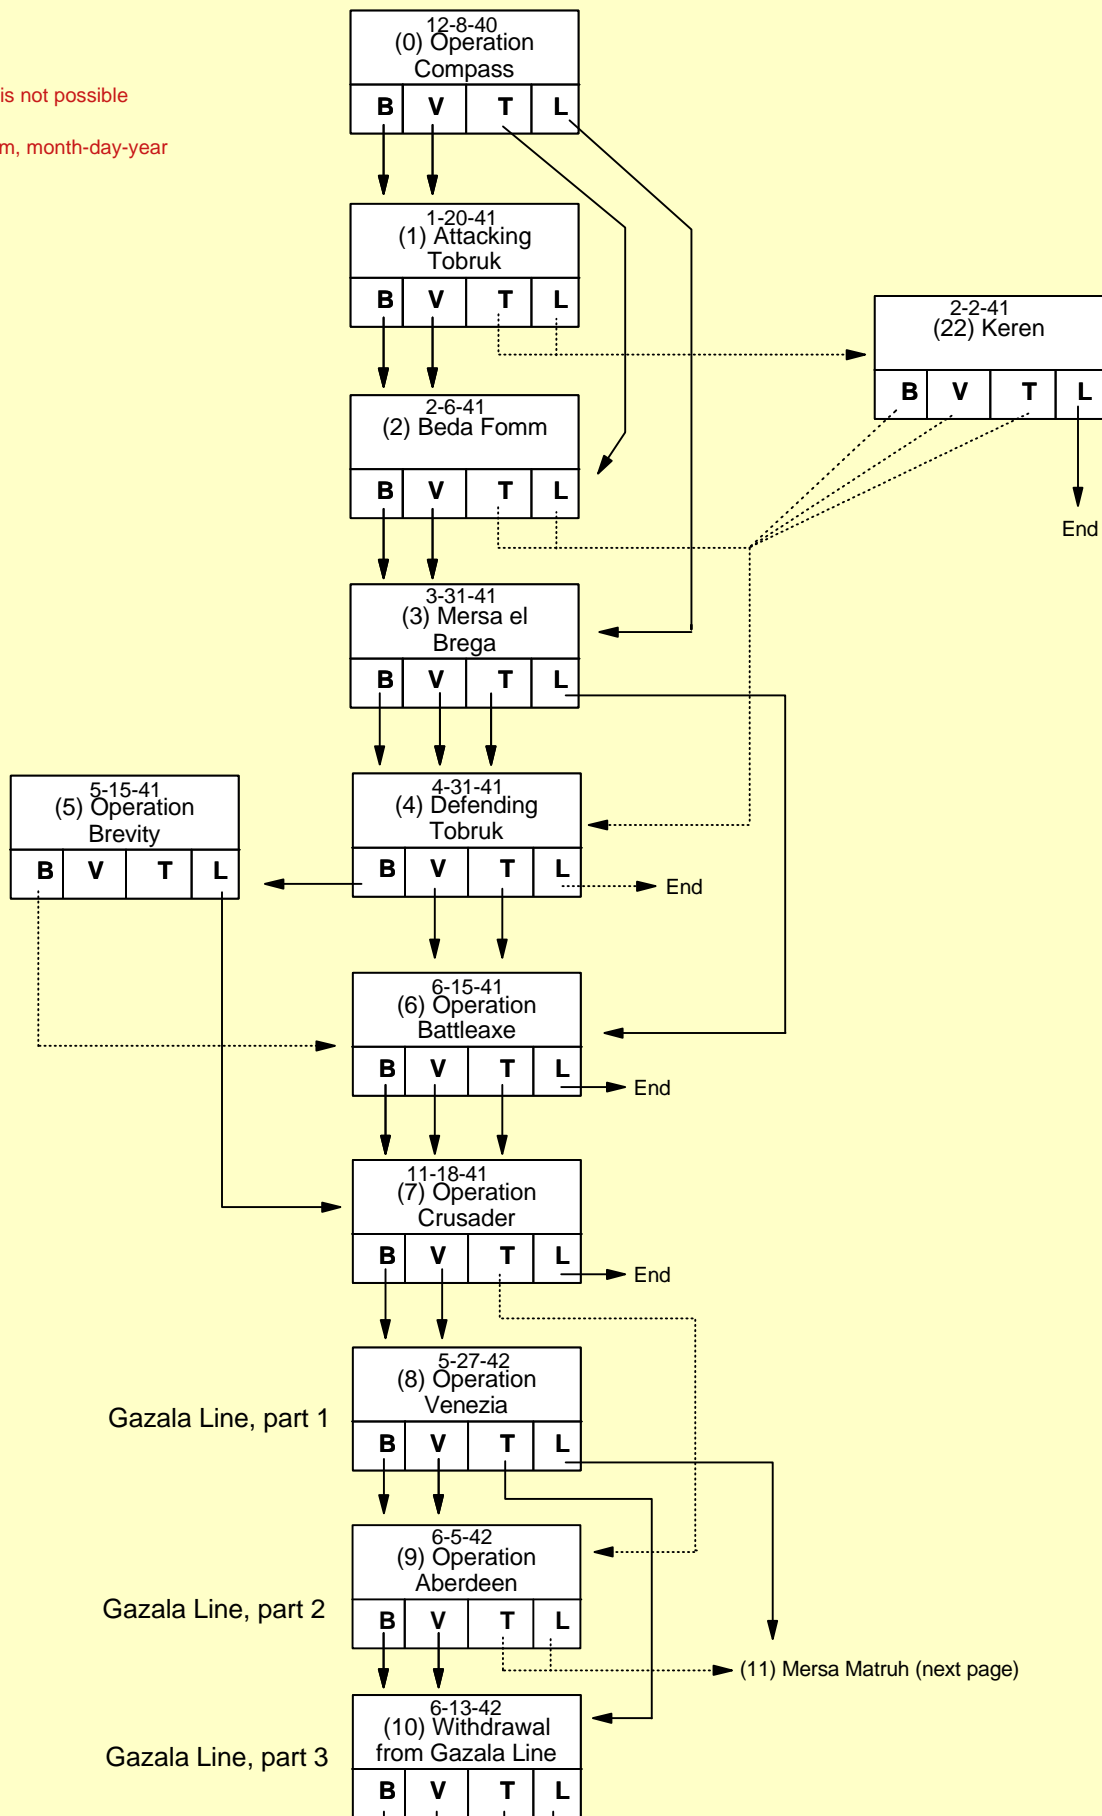 12-8-40
(0) Operation
Compass
B V T L
is not possible
m, month-day-year
1-20-41
(1) Attacking
Tobruk
B V T L
2-2-41
(22) Keren
B V T L
End
2-6-41
(2) Beda Fomm
B V T L
3-31-41
(3) Mersa el
Brega
B V T L
5-15-41
(5) Operation
Brevity
B V T L
4-31-41
(4) Defending
Tobruk
B V T L
End
6-15-41
(6) Operation
Battleaxe
B V T L
End
11-18-41
(7) Operation
Crusader
B V T L
End
Gazala Line, part 1
5-27-42
(8) Operation
Venezia
B V T L
Gazala Line, part 2
6-5-42
(9) Operation
Aberdeen
B V T L
(11) Mersa Matruh (next page)
Gazala Line, part 3
6-13-42
(10) Withdrawal
from Gazala Line
B V T L